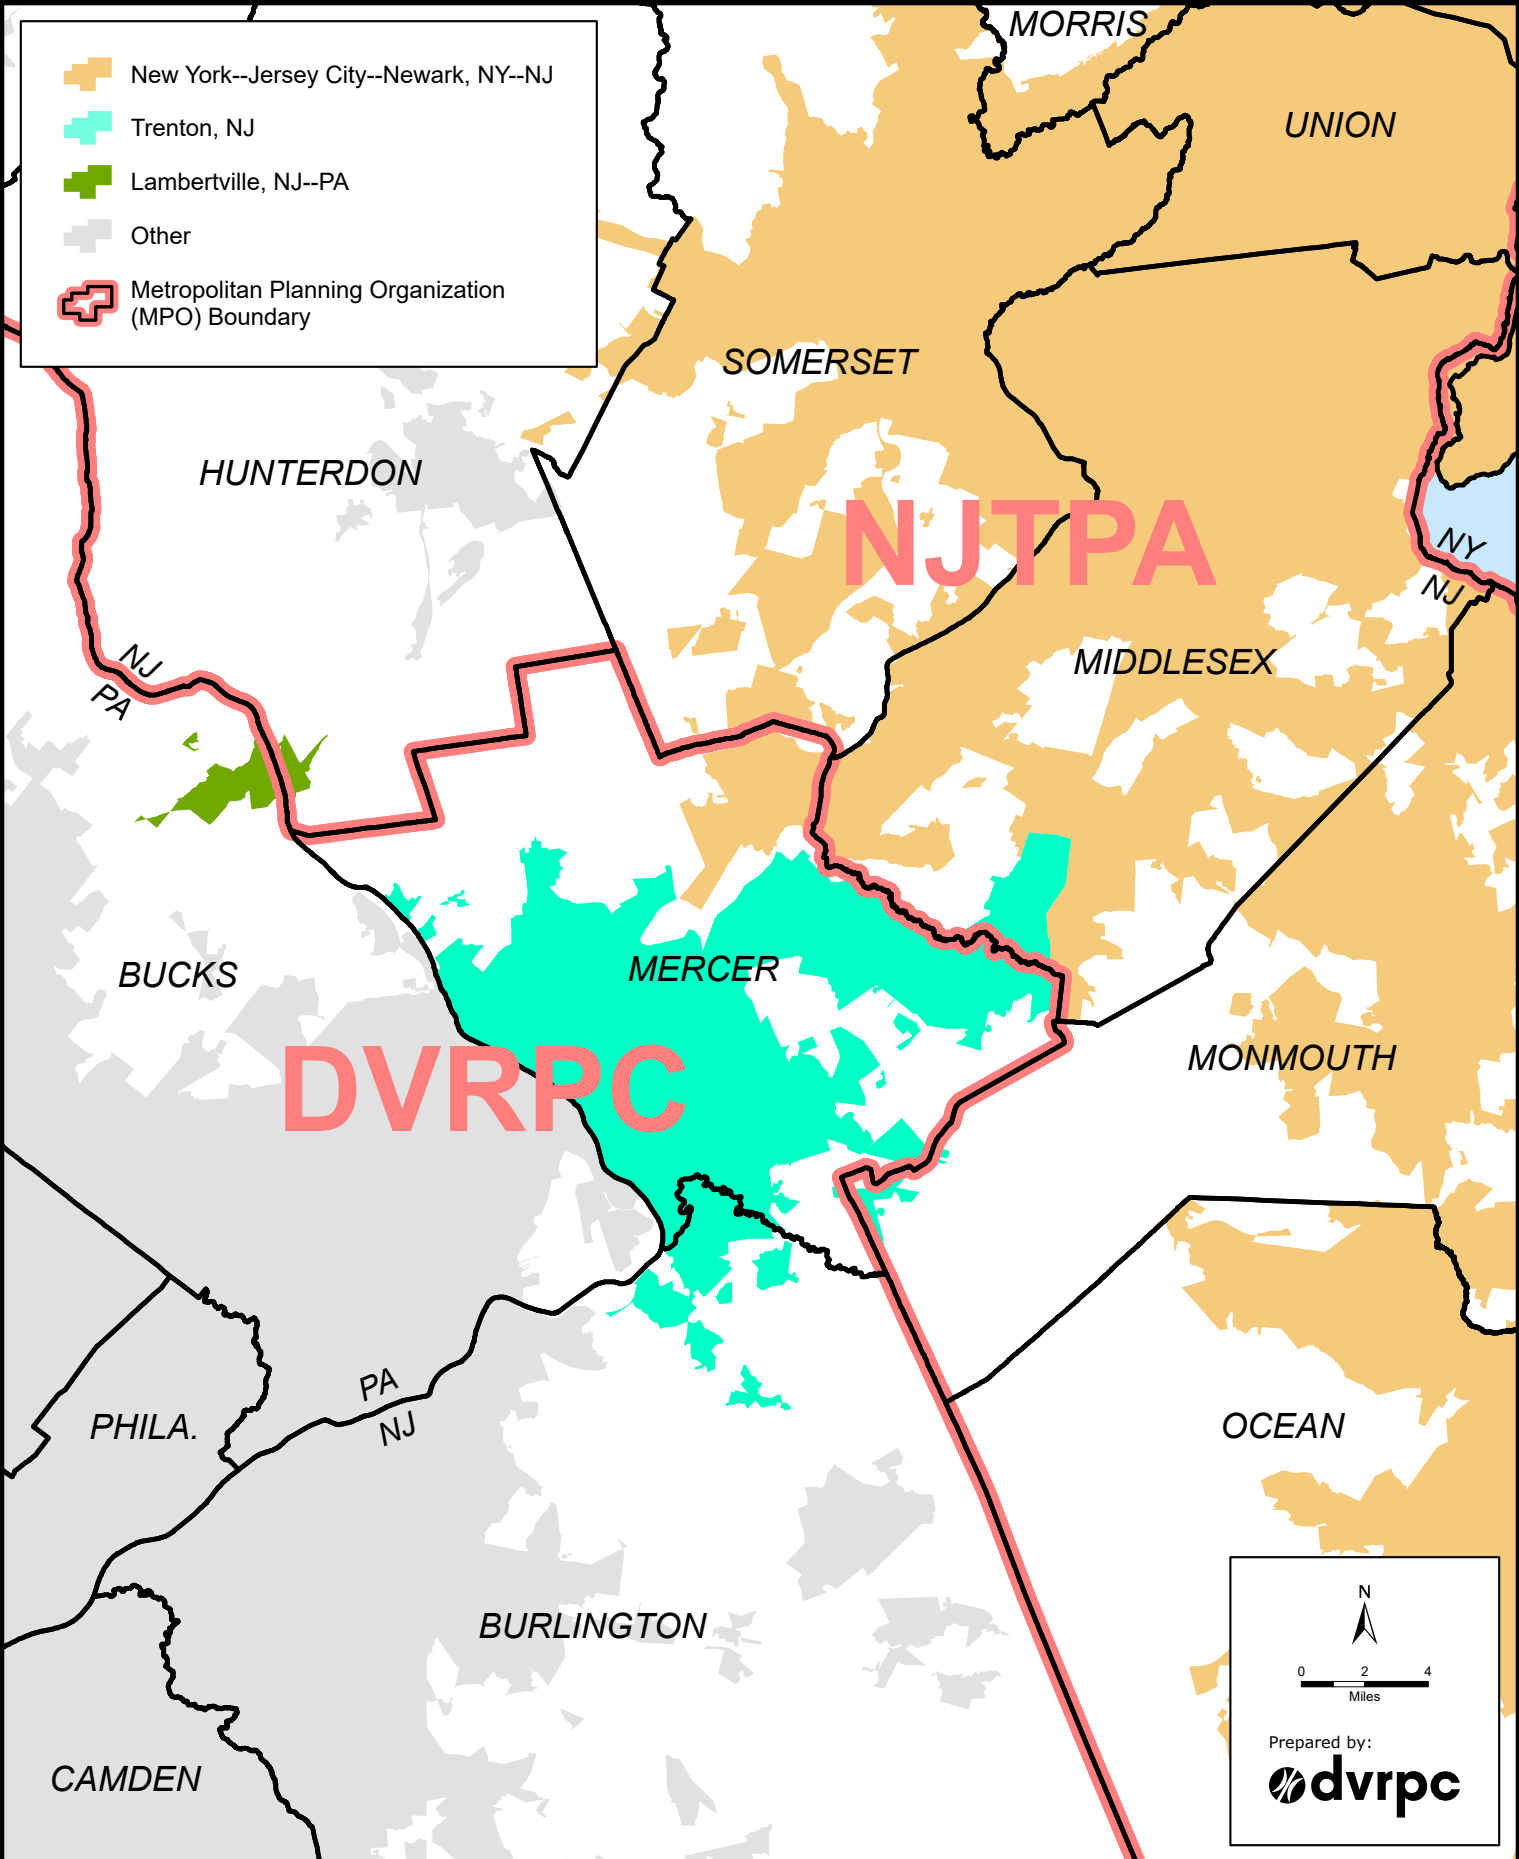 MORRIS
New York--Jersey City--Newark, NY--NJ
Trenton, NJ
Lambertville, NJ--PA
Other
Metropolitan Planning Organization
(MPO) Boundary
UNION
SOMERSET
HUNTERDON
NJTPA
NY
NJ
MIDDLESEX
NJ
PA
BUCKS
MERCER
DVRPC
MONMOUTH
PA
NJ
PHILA.
OCEAN
BURLINGTON
CAMDEN
N
0 2 4
Miles
Prepared by:
dvrpc